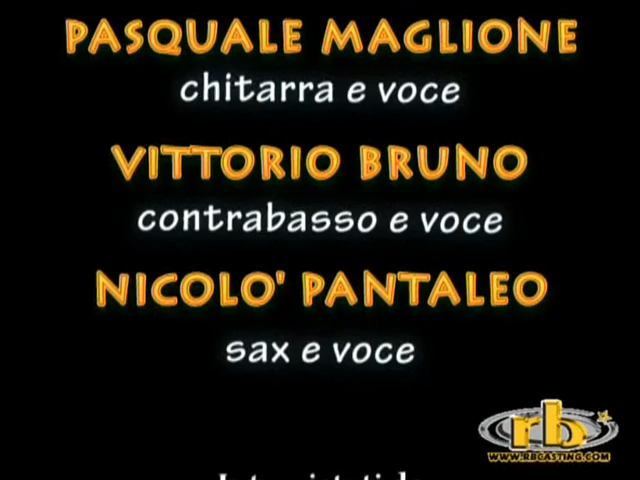 PASQUALE MAGLIONE
chitarra e voce
VITTORIO BRUNO
contrabasso e voce
NICOLO' PANTALEO
sax e voce
rb
WWW.RBCASTING.COM